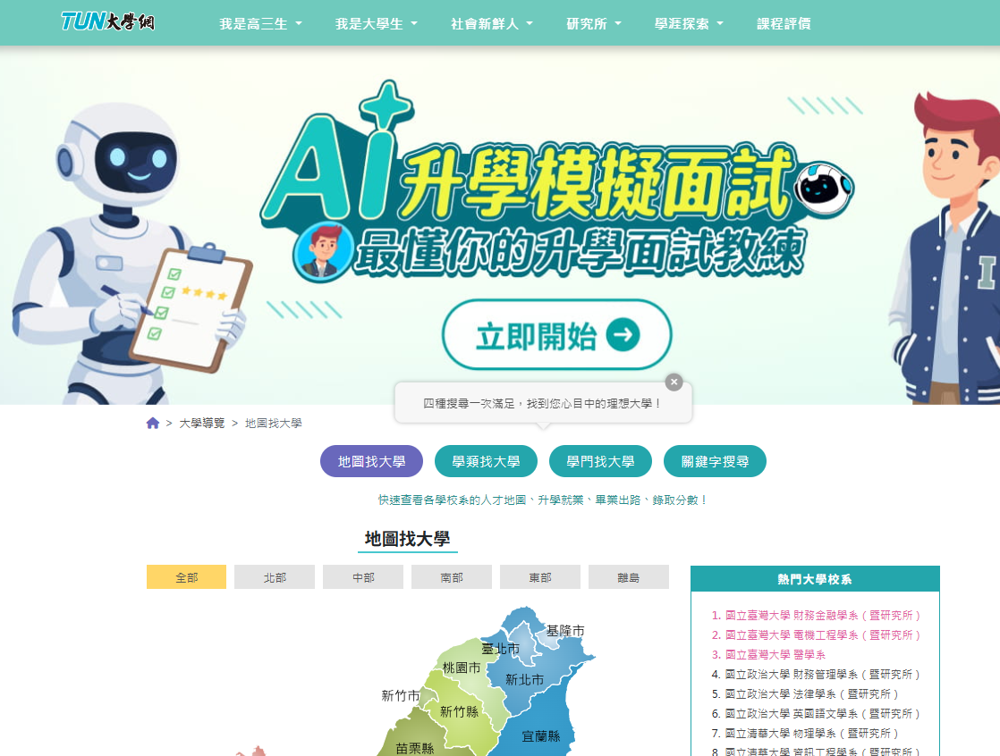 TUN大學網
我是高三生 我是大學生 社會新鮮人 研究所 學涯探索 課程評價
Ai升學模擬面試
最懂你的升學面試教練
I
立即開始
四種搜尋一次滿足，找到您心目中的理想大學！
> 大學導覽 > 地圖找大學
地圖找大學 學類找大學 學門找大學 關鍵字搜尋
快速查看各學校系的人才地圖、升學就業、畢業出路、錄取分數！
地圖找大學
全部 北部 中部 南部 東部 離島
熱門大學校系
1. 國立臺灣大學 財務金融學系（暨研究所）
2. 國立臺灣大學 電機工程學系（暨研究所）
3. 國立臺灣大學 醫學系
4. 國立政治大學 財務管理學系（暨研究所）
5. 國立政治大學 法律學系（暨研究所）
6. 國立政治大學 英國語文學系（暨研究所）
7. 國立清華大學 物理學系（暨研究所）
8. 國立清華大學 資訊工程學系（暨研究所）
基隆市
臺北市
桃園市
新北市
新竹市
新竹縣
宜蘭縣
苗栗縣